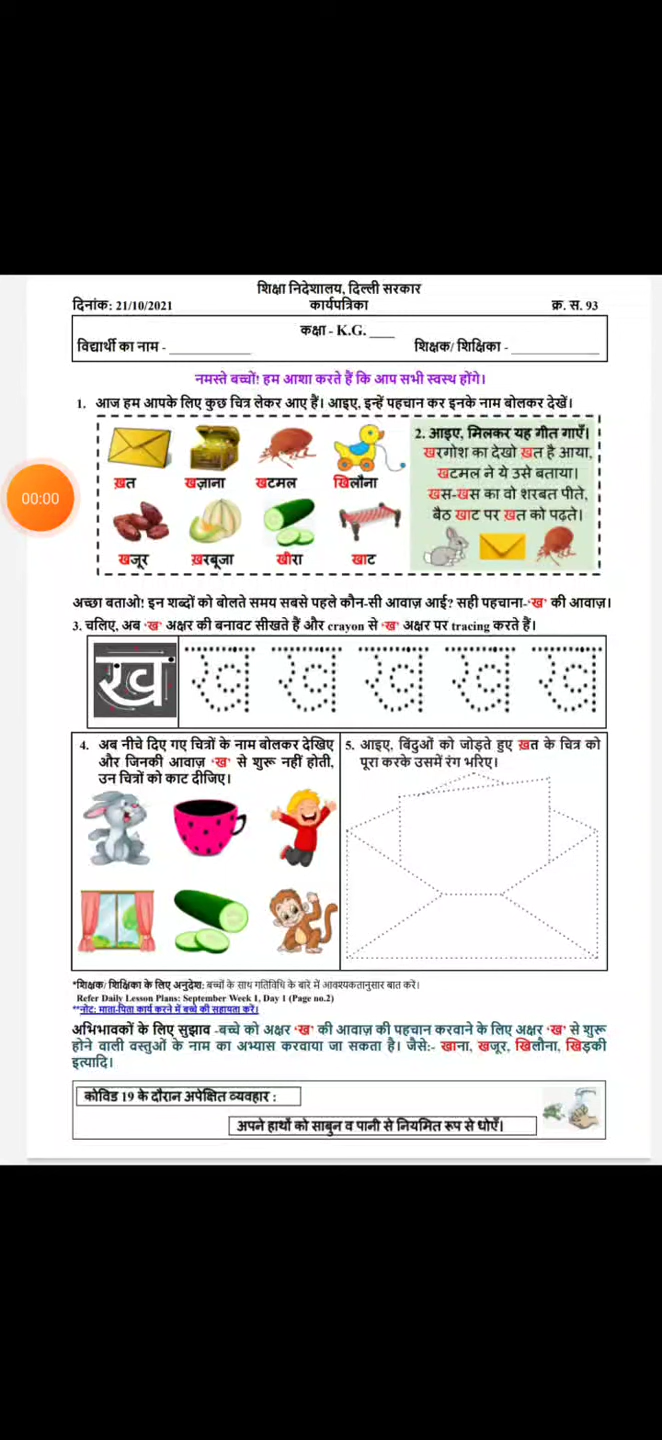 शिक्षा निदेशालय, दिल्ली सरकार
दिनांक: 21/10/2021 कार्यपत्रिका क्र. स. 93
कक्षा - K.G. ____
विद्यार्थी का नाम - ____________ शिक्षक/ शिक्षिका - ____________
नमस्ते बच्चों! हम आशा करते हैं कि आप सभी स्वस्थ होंगे।
1. आज हम आपके लिए कुछ चित्र लेकर आए हैं। आइए, इन्हें पहचान कर इनके नाम बोलकर देखें।
ख़त ख़ज़ाना खटमल खिलौना
खजूर ख़रबूजा खीरा खाट
2. आइए, मिलकर यह गीत गाएँ।
खरगोश का देखो ख़त है आया,
खटमल ने ये उसे बताया।
खस-खस का वो शरबत पीते,
बैठ खाट पर ख़त को पढ़ते।
00:00
अच्छा बताओ! इन शब्दों को बोलते समय सबसे पहले कौन-सी आवाज़ आई? सही पहचाना-'ख' की आवाज़।
3. चलिए, अब 'ख' अक्षर की बनावट सीखते हैं और crayon से 'ख' अक्षर पर tracing करते हैं।
ख ख ख ख ख ख
4. अब नीचे दिए गए चित्रों के नाम बोलकर देखिए
और जिनकी आवाज़ 'ख' से शुरू नहीं होती,
उन चित्रों को काट दीजिए।
5. आइए, बिंदुओं को जोड़ते हुए ख़त के चित्र को
पूरा करके उसमें रंग भरिए।
*शिक्षक/ शिक्षिका के लिए अनुदेश: बच्चों के साथ गतिविधि के बारे में आवश्यकतानुसार बात करें।
Refer Daily Lesson Plans: September Week 1, Day 1 (Page no.2)
**नोट: माता-पिता कार्य करने में बच्चे की सहायता करें।
अभिभावकों के लिए सुझाव -बच्चे को अक्षर 'ख' की आवाज़ की पहचान करवाने के लिए अक्षर 'ख' से शुरू
होने वाली वस्तुओं के नाम का अभ्यास करवाया जा सकता है। जैसे:- खाना, खजूर, खिलौना, खिड़की
इत्यादि।
कोविड 19 के दौरान अपेक्षित व्यवहार :
अपने हाथों को साबुन व पानी से नियमित रूप से धोएँ।